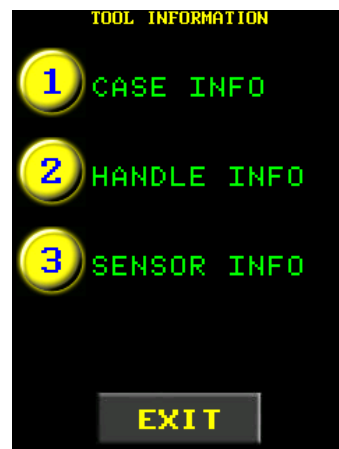 TOOL INFORMATION
1 CASE INFO
2 HANDLE INFO
3 SENSOR INFO
EXIT